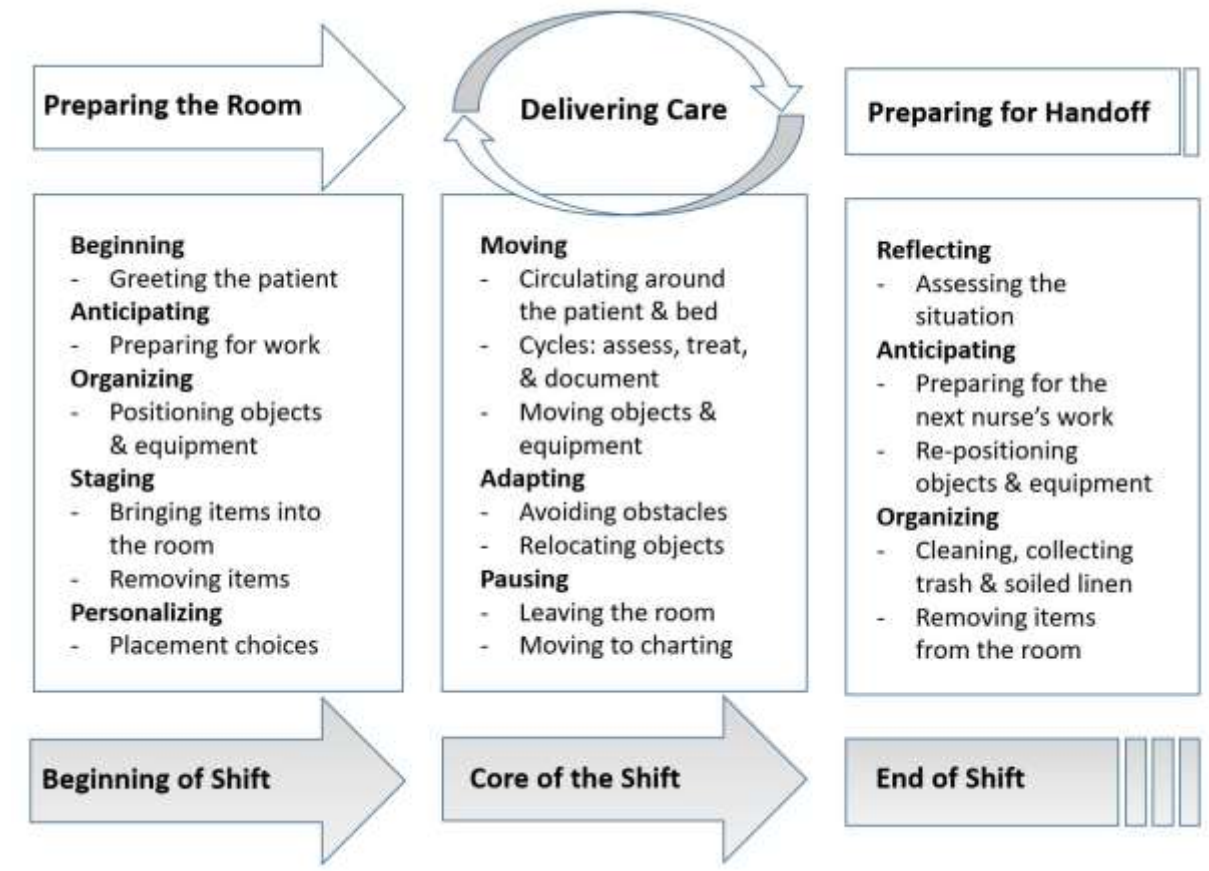 Preparing the Room
Beginning
- Greeting the patient
Anticipating
- Preparing for work
Organizing
- Positioning objects
& equipment
Staging
- Bringing items into
the room
- Removing items
Personalizing
- Placement choices
Beginning of Shift
Delivering Care
Moving
- Circulating around
the patient & bed
- Cycles: assess, treat,
& document
- Moving objects &
equipment
Adapting
- Avoiding obstacles
- Relocating objects
Pausing
- Leaving the room
- Moving to charting
Core of the Shift
Preparing for Handoff
Reflecting
- Assessing the
situation
Anticipating
- Preparing for the
next nurse's work
- Re-positioning
objects & equipment
Organizing
- Cleaning, collecting
trash & soiled linen
- Removing items
from the room
End of Shift